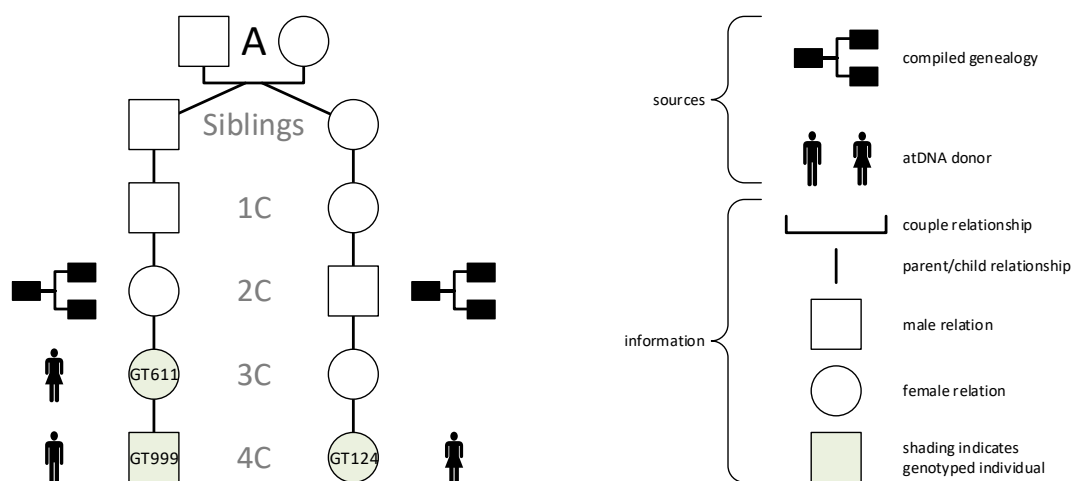 A
Siblings
1C
2C
3C
4C
GT611
GT999
GT124
sources
compiled genealogy
atDNA donor
information
couple relationship
parent/child relationship
male relation
female relation
shading indicates
genotyped individual